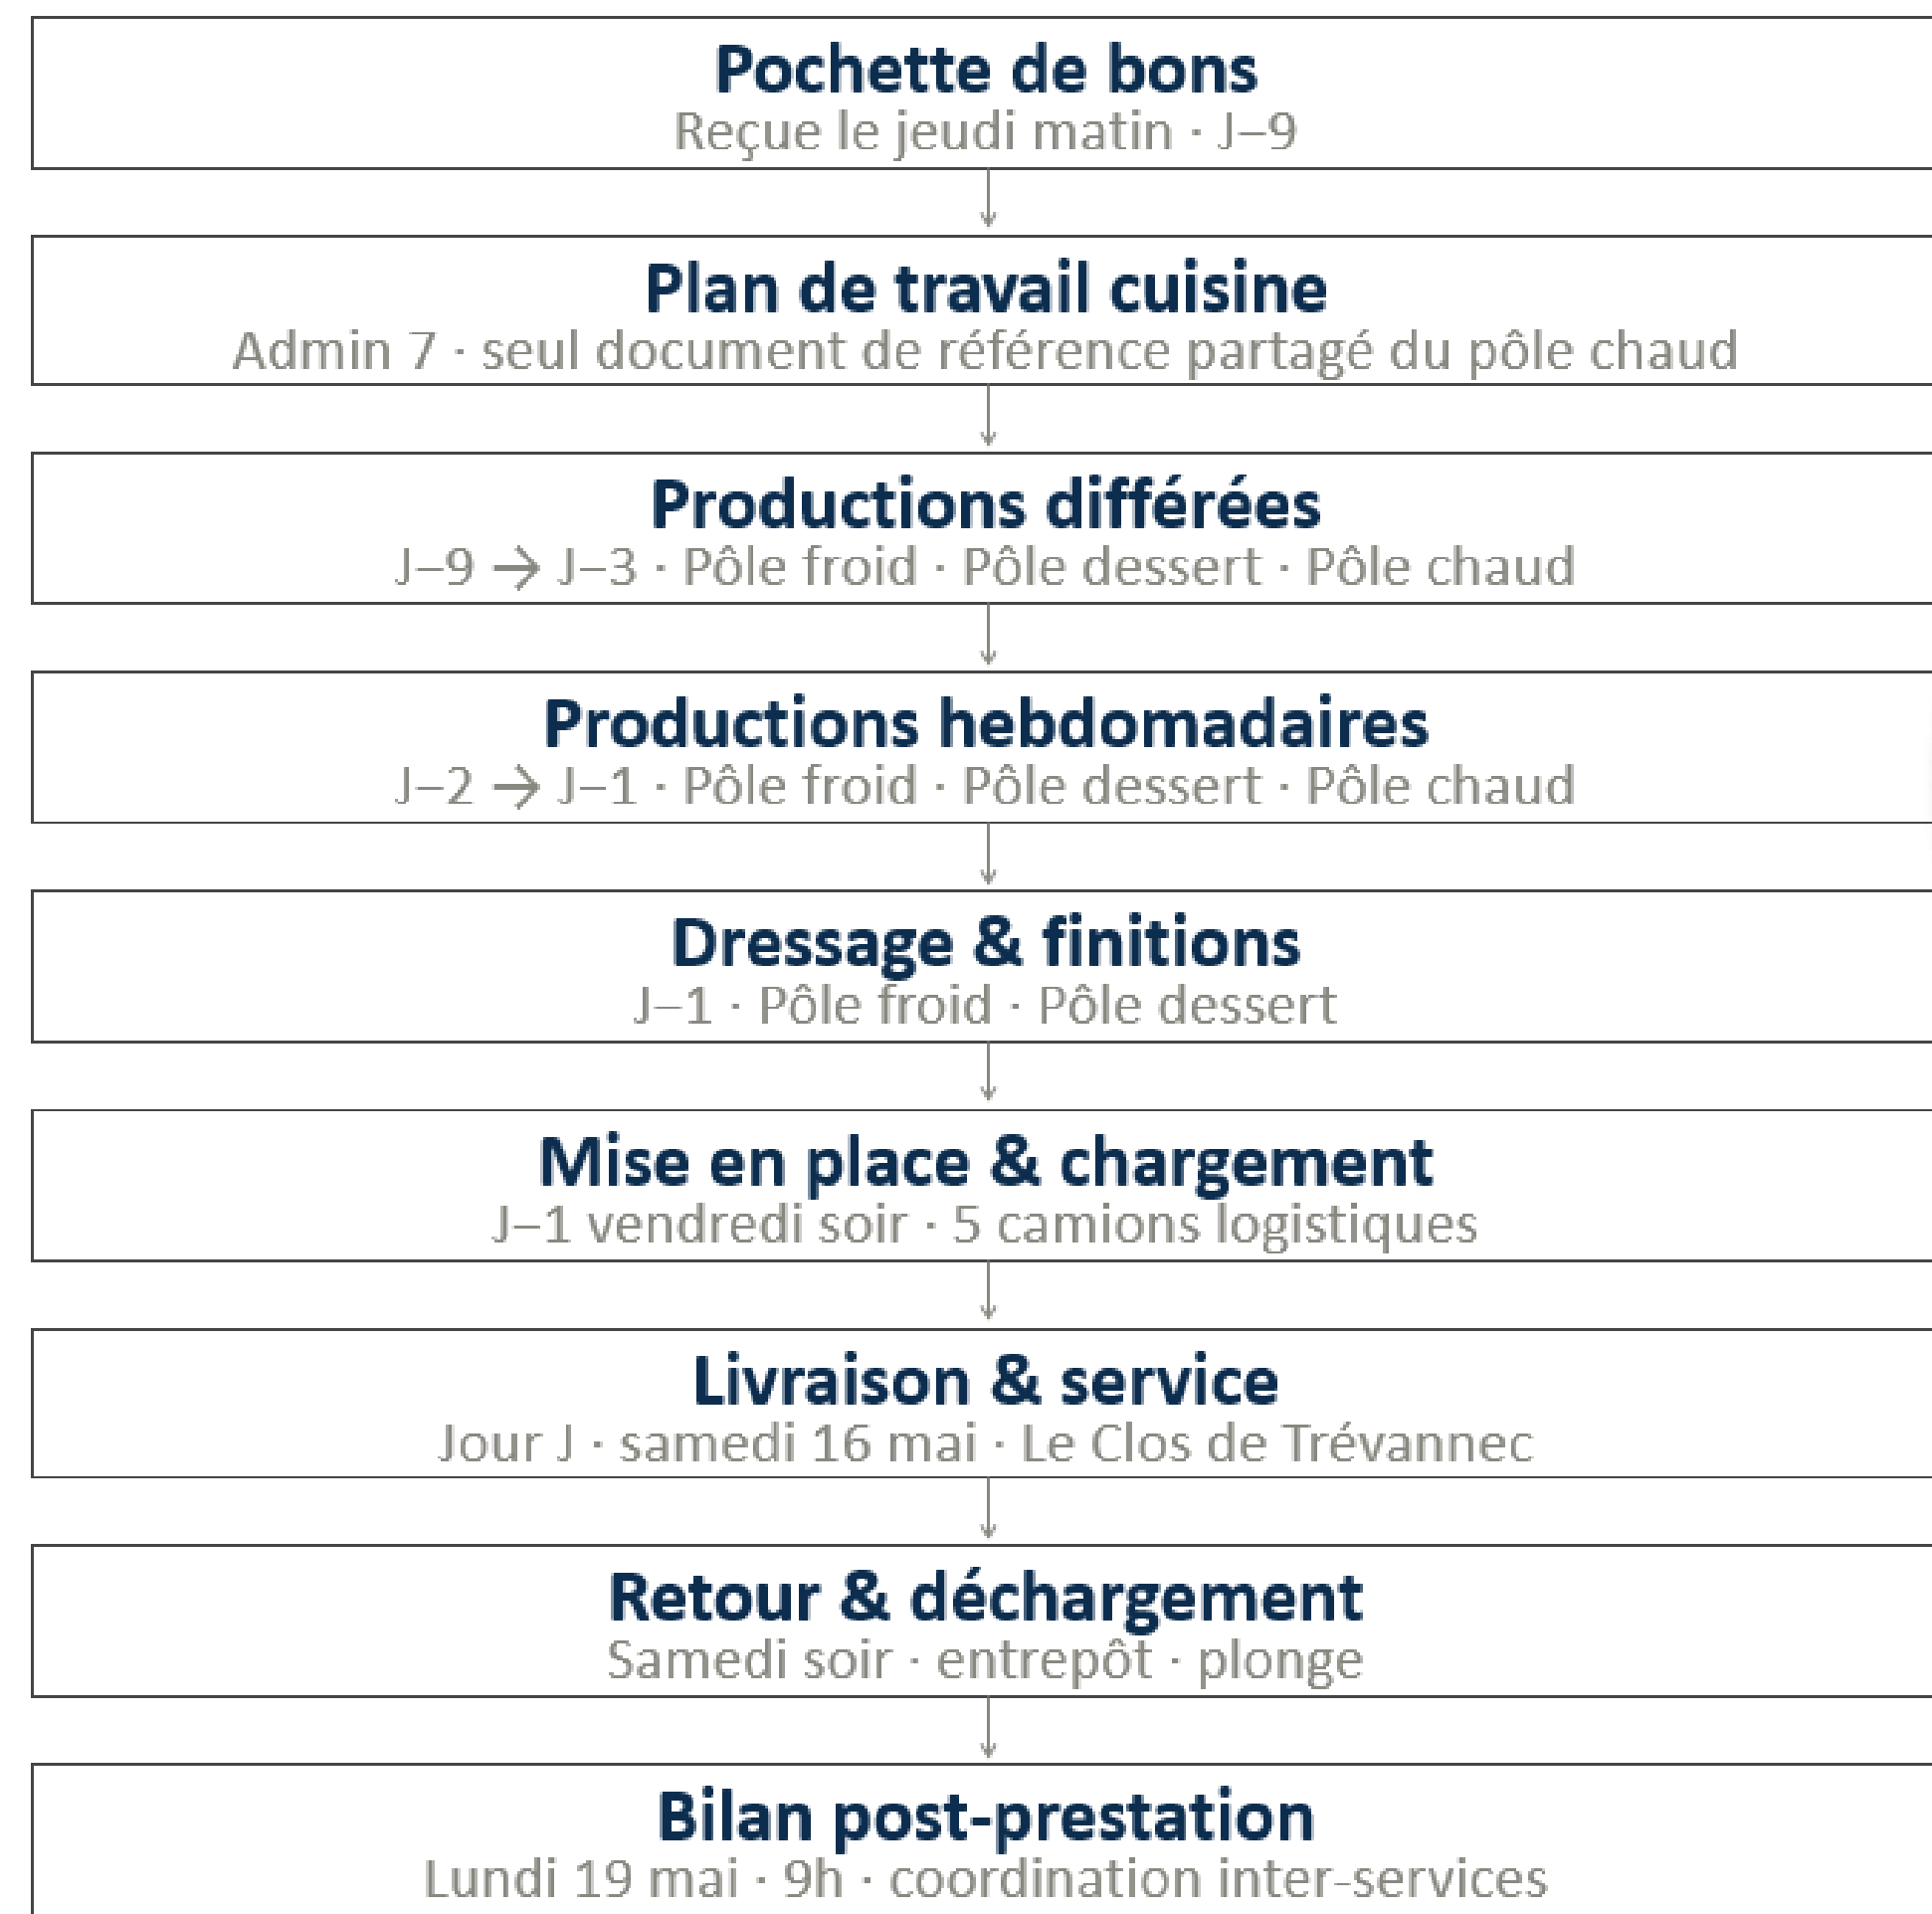 Pochette de bons
Reçue le jeudi matin · J–9
Plan de travail cuisine
Admin 7 · seul document de référence partagé du pôle chaud
Productions différées
J–9 → J–3 · Pôle froid · Pôle dessert · Pôle chaud
Productions hebdomadaires
J–2 → J–1 · Pôle froid · Pôle dessert · Pôle chaud
Dressage & finitions
J–1 · Pôle froid · Pôle dessert
Mise en place & chargement
J–1 vendredi soir · 5 camions logistiques
Livraison & service
Jour J · samedi 16 mai · Le Clos de Trévannec
Retour & déchargement
Samedi soir · entrepôt · plonge
Bilan post-prestation
Lundi 19 mai · 9h · coordination inter-services